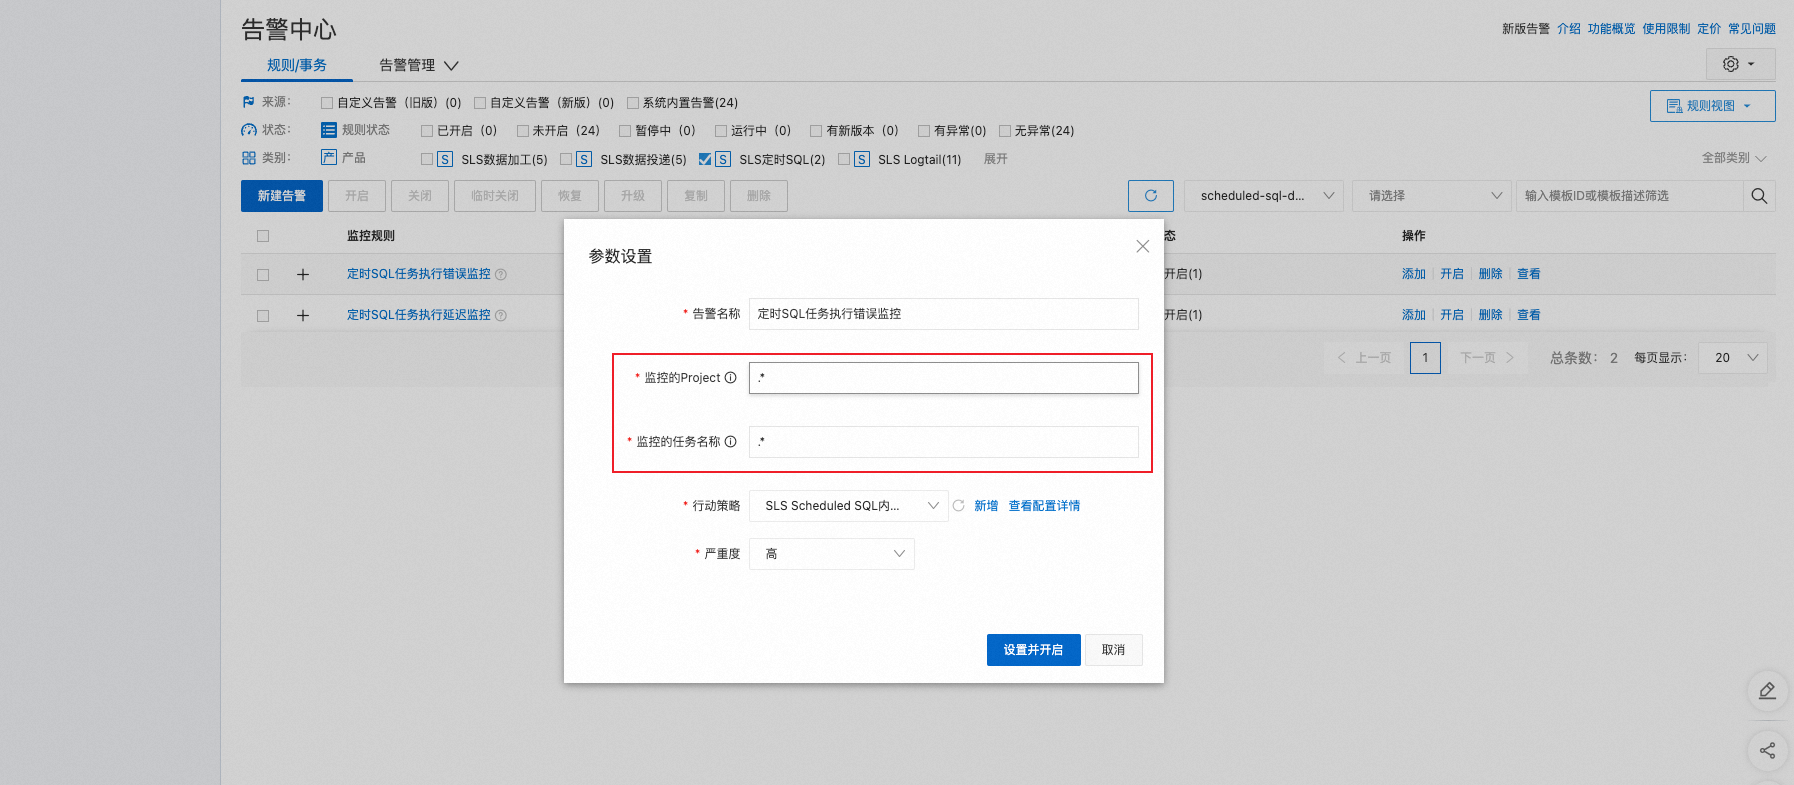 告警中心
新版告警 介绍 功能概览 使用限制 定价 常见问题
规则/事务 告警管理
来源： 自定义告警（旧版）(0) 自定义告警（新版）(0) 系统内置告警(24)
规则视图
状态： 规则状态 已开启（0） 未开启（24） 暂停中（0） 运行中（0） 有新版本（0） 有异常(0) 无异常(24)
类别： 产 产品 S SLS数据加工(5) S SLS数据投递(5) S SLS定时SQL(2) S SLS Logtail(11) 展开
全部类别
新建告警 开启 关闭 临时关闭 恢复 升级 复制 删除 scheduled-sql-d... 请选择 输入模板ID或模板描述筛选
监控规则 态 操作
定时SQL任务执行错误监控 开启(1) 添加 开启 删除 查看
定时SQL任务执行延迟监控 开启(1) 添加 开启 删除 查看
上一页 1 下一页 总条数： 2 每页显示： 20
参数设置
* 告警名称 定时SQL任务执行错误监控
* 监控的Project .*
* 监控的任务名称 .*
* 行动策略 SLS Scheduled SQL内... 新增 查看配置详情
* 严重度 高
设置并开启 取消